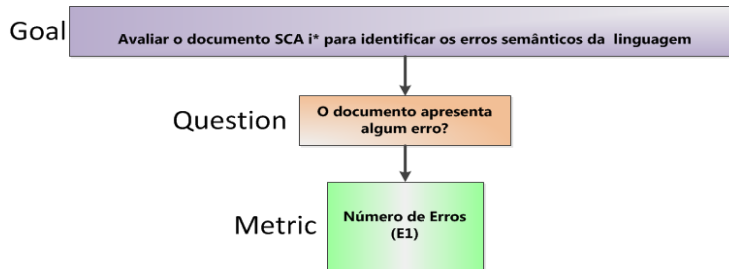 Goal
Avaliar o documento SCA i* para identificar os erros semânticos da linguagem
Question
O documento apresenta
algum erro?
Metric
Número de Erros
(E1)